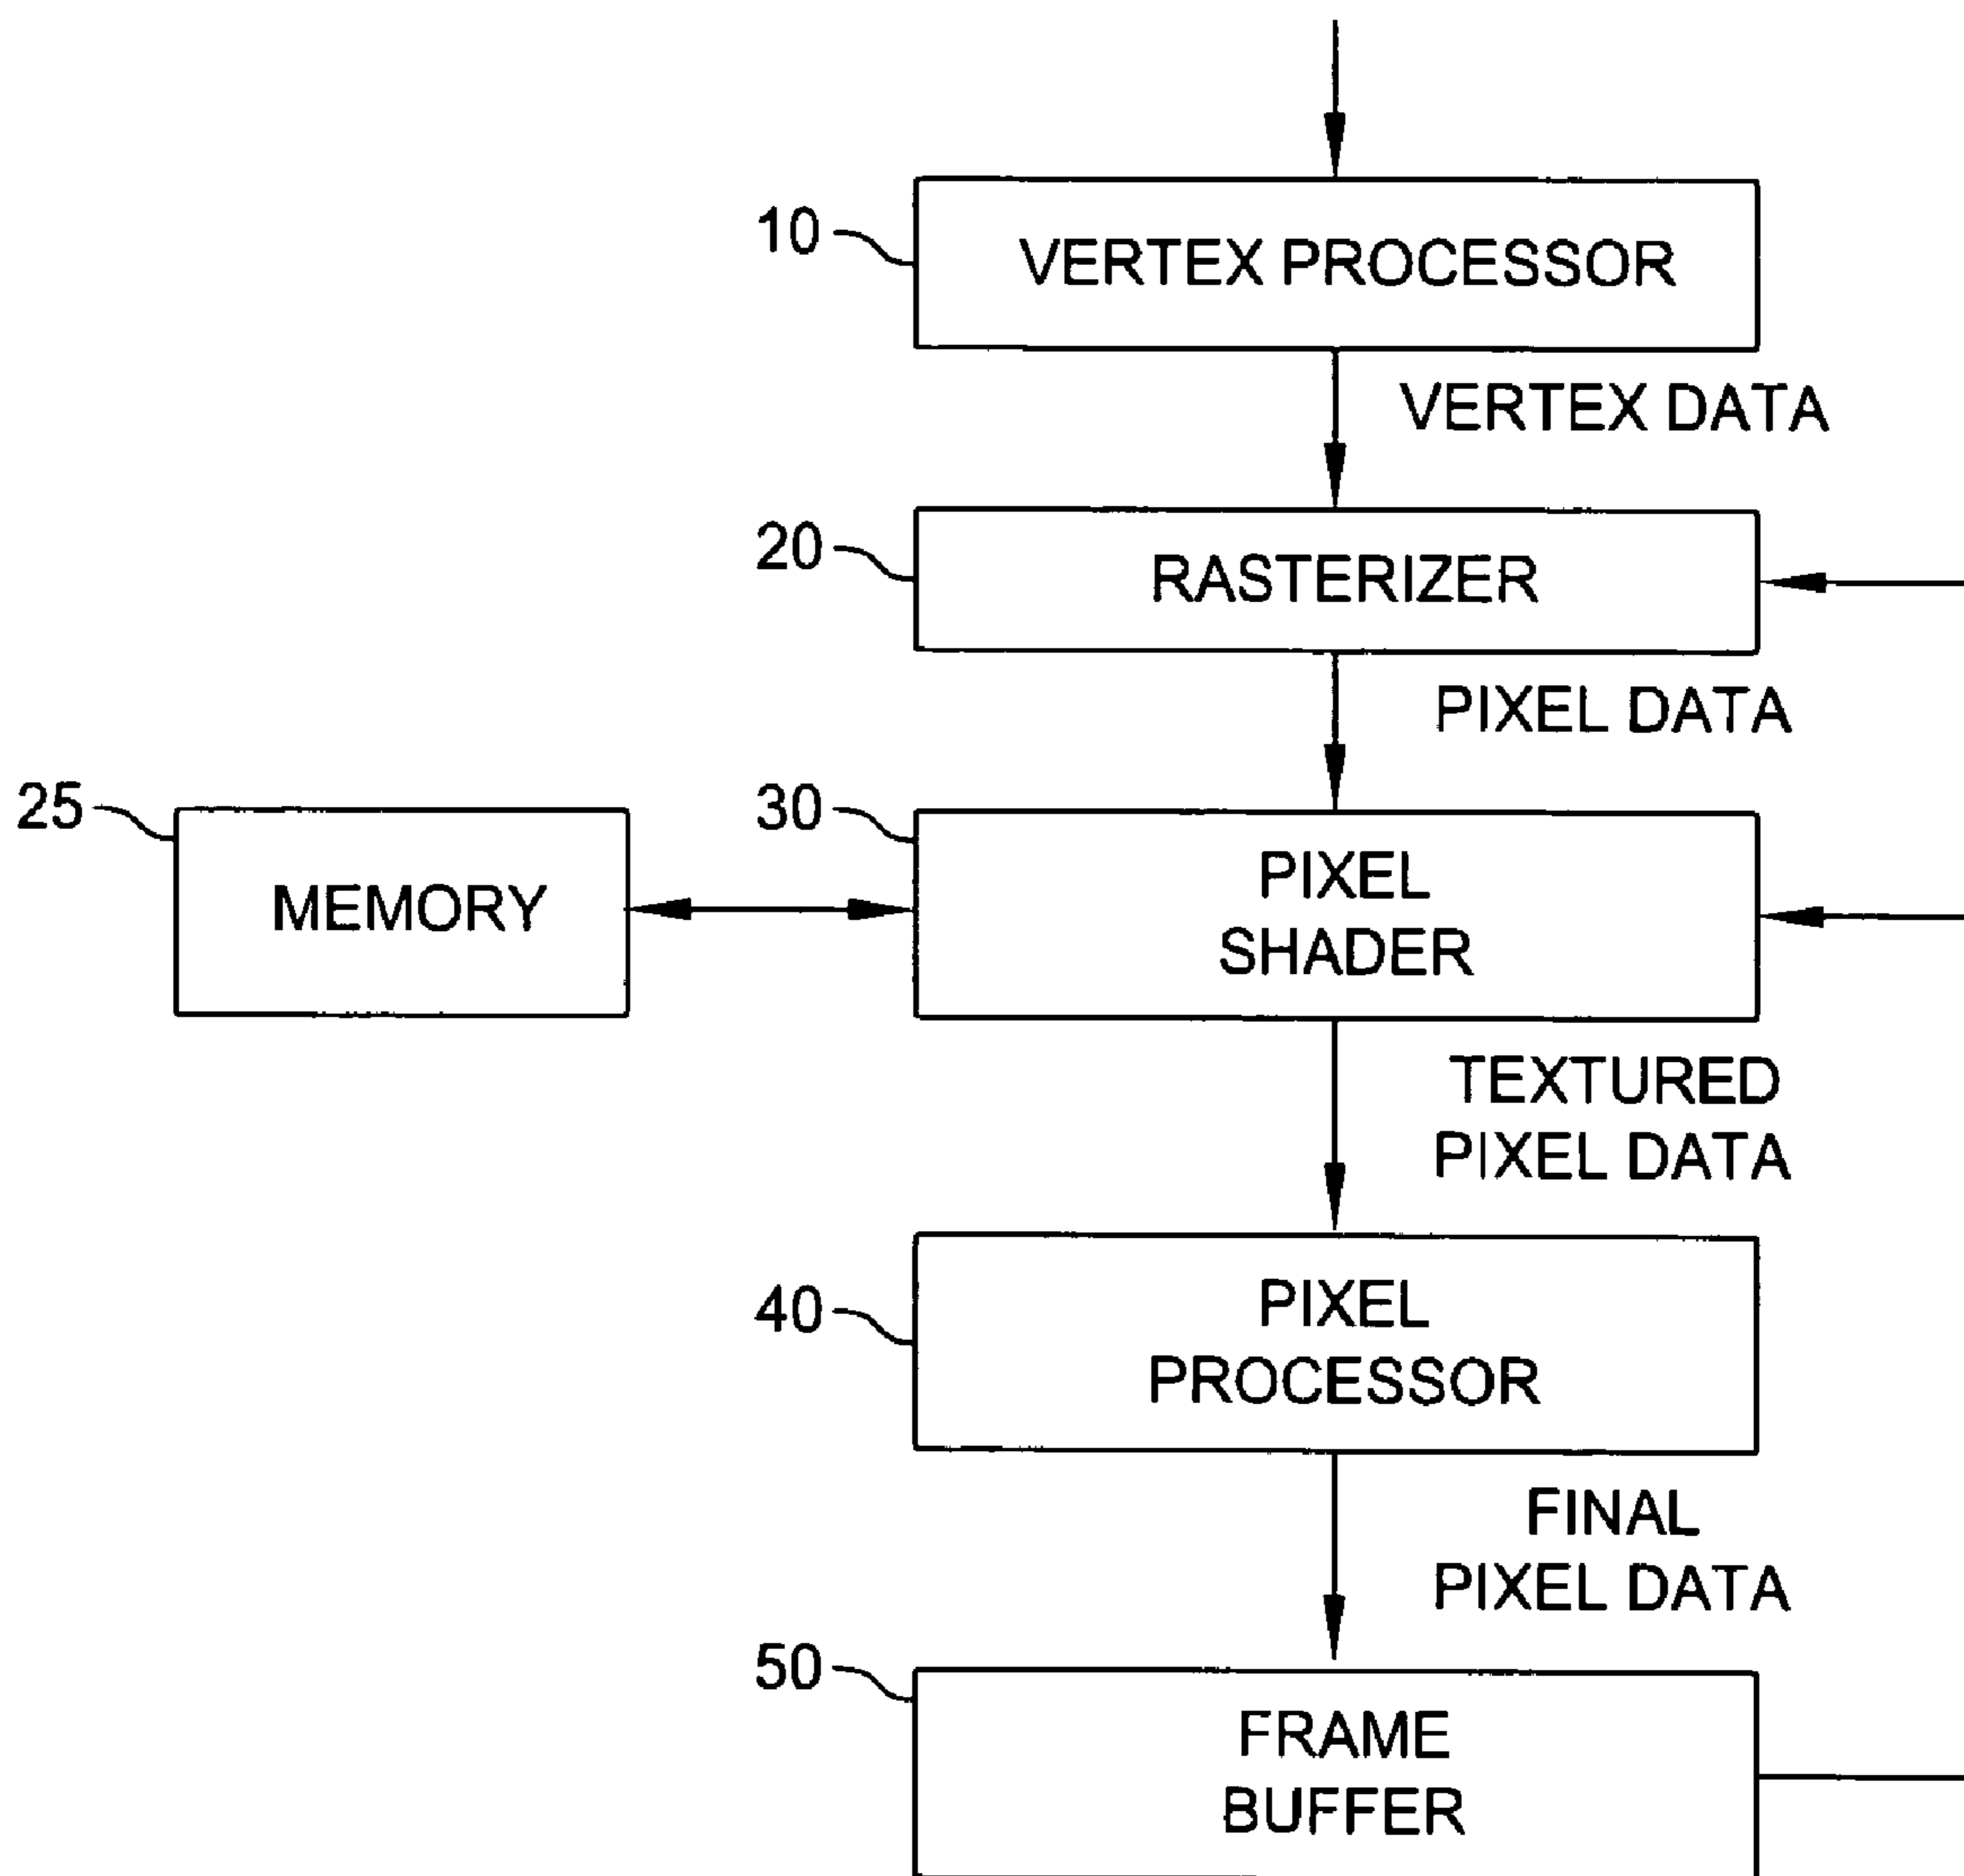 10
VERTEX PROCESSOR
VERTEX DATA
20
RASTERIZER
PIXEL DATA
25
MEMORY
30
PIXEL
SHADER
TEXTURED
PIXEL DATA
40
PIXEL
PROCESSOR
FINAL
PIXEL DATA
50
FRAME
BUFFER